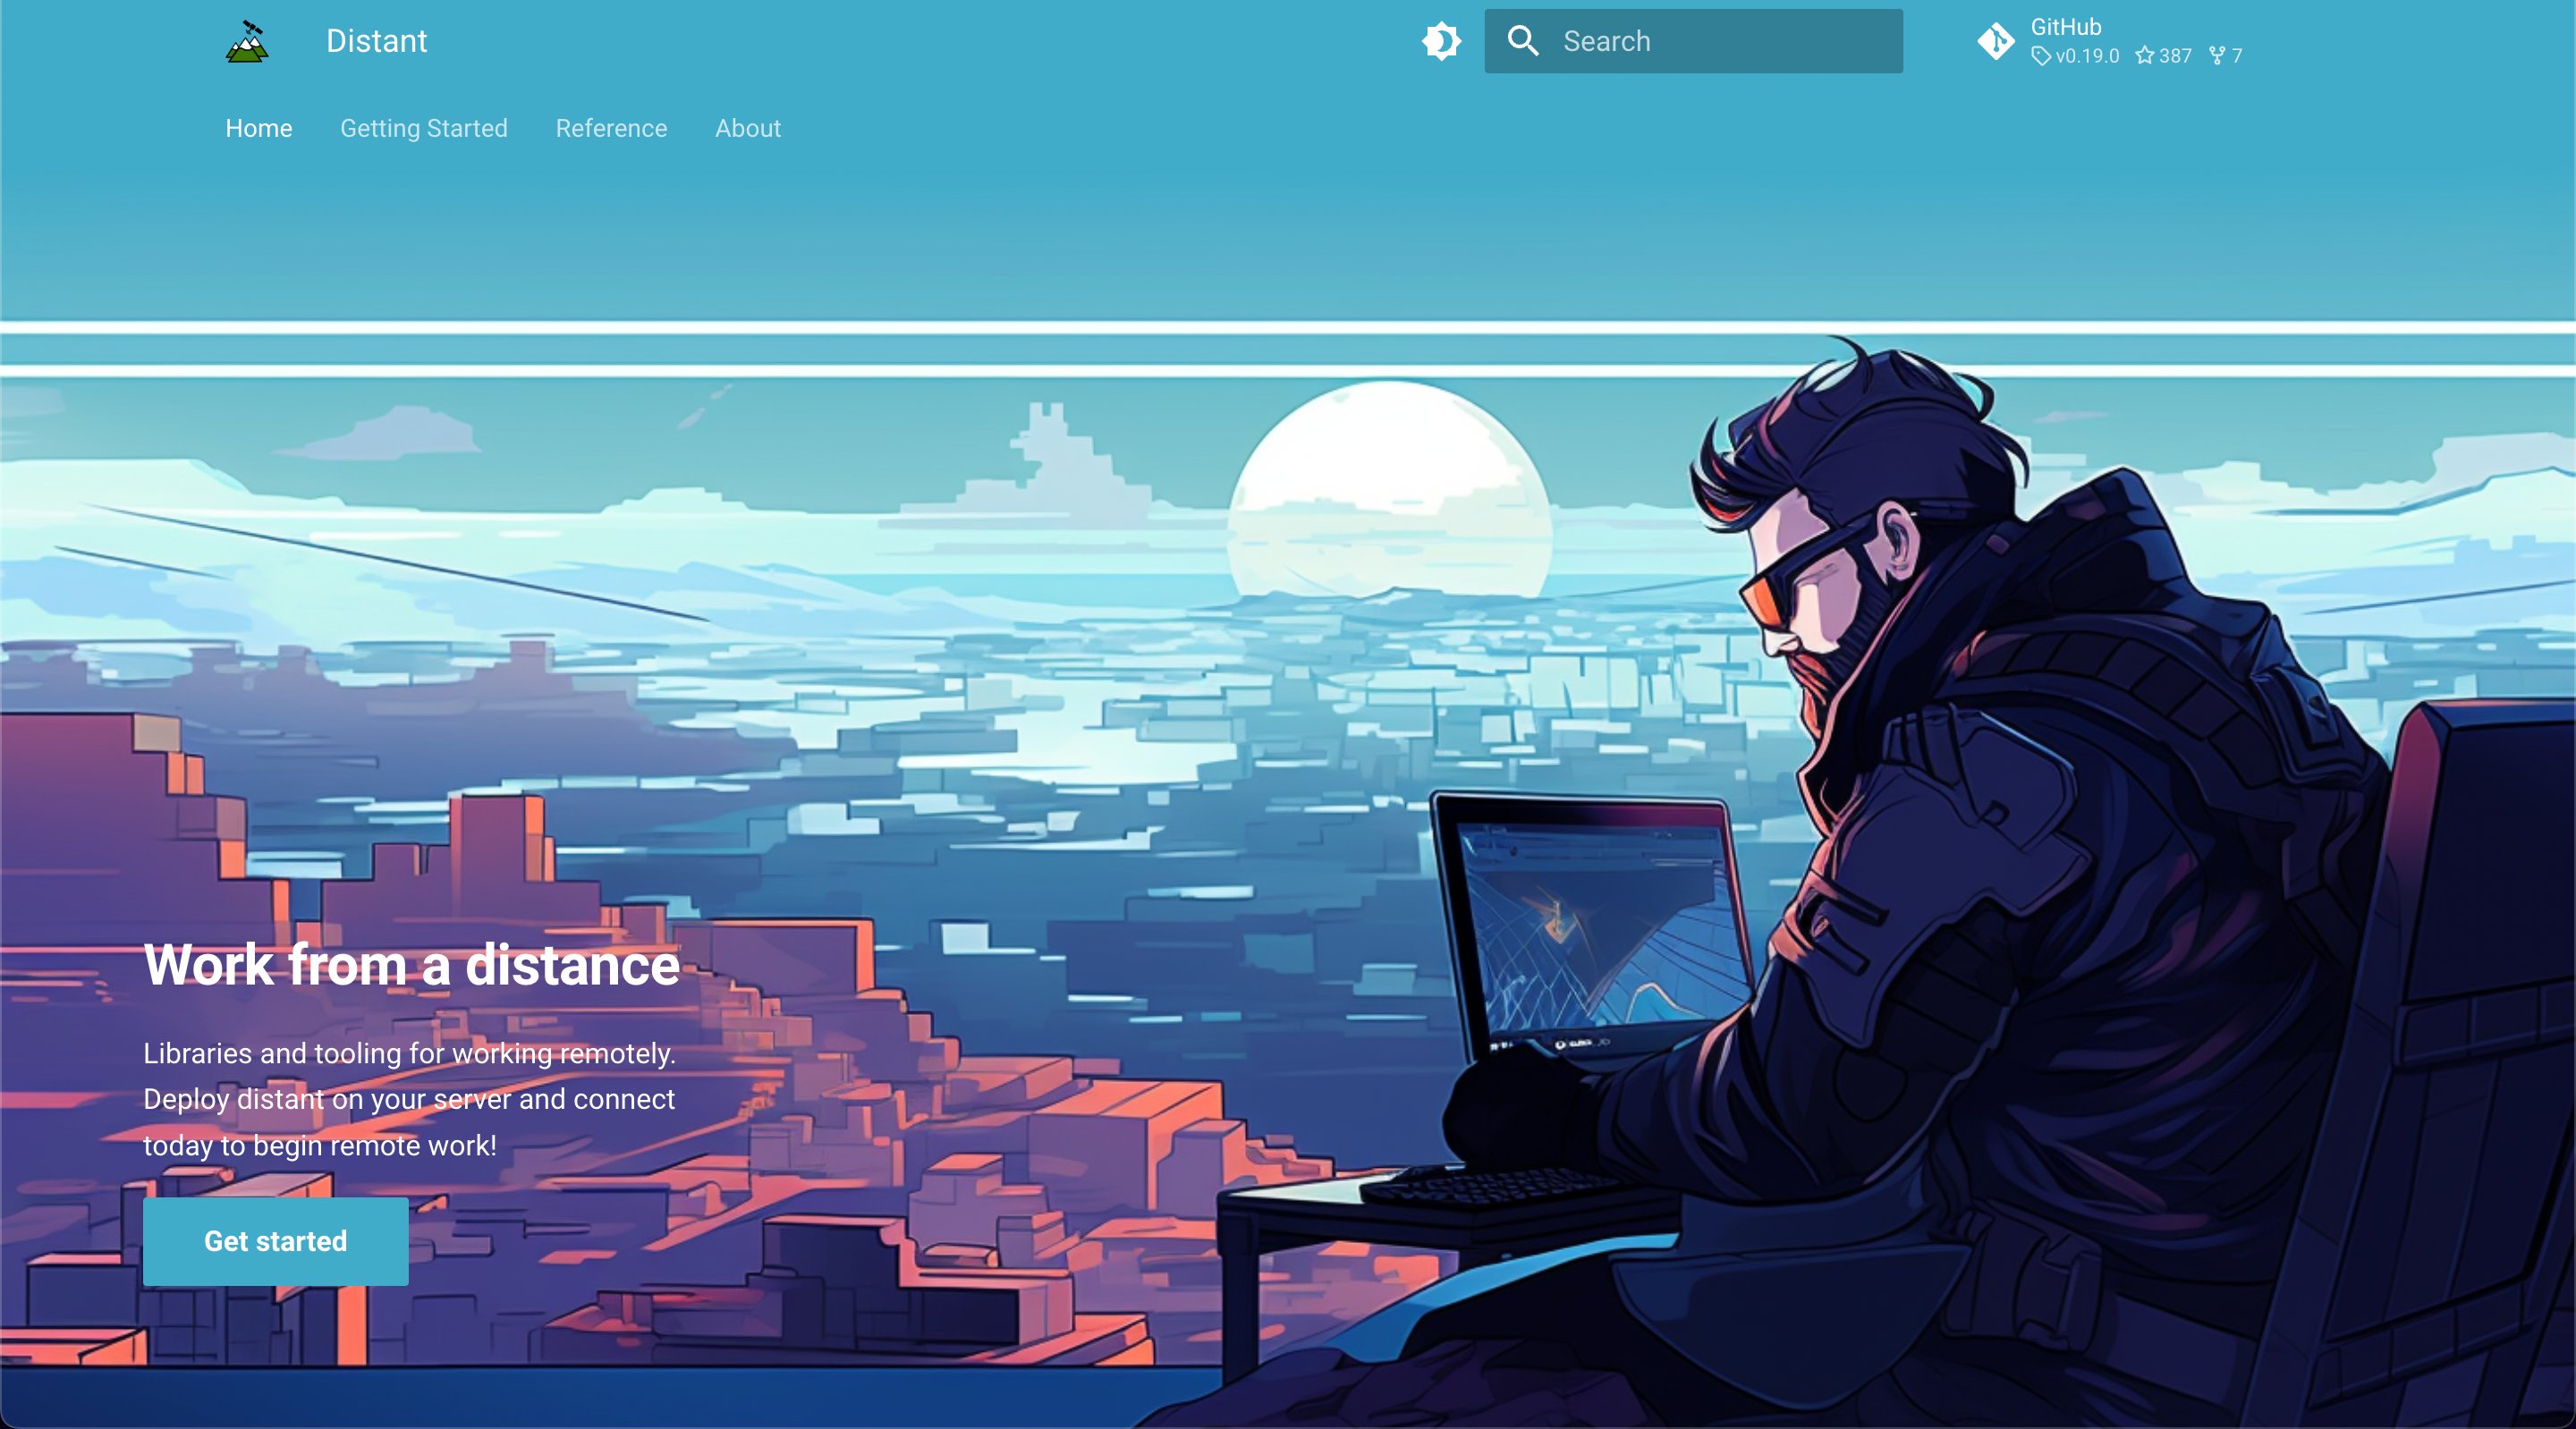 Distant
Search
GitHub
v0.19.0 387 7
Home Getting Started Reference About
Work from a distance
Libraries and tooling for working remotely.
Deploy distant on your server and connect
today to begin remote work!
Get started